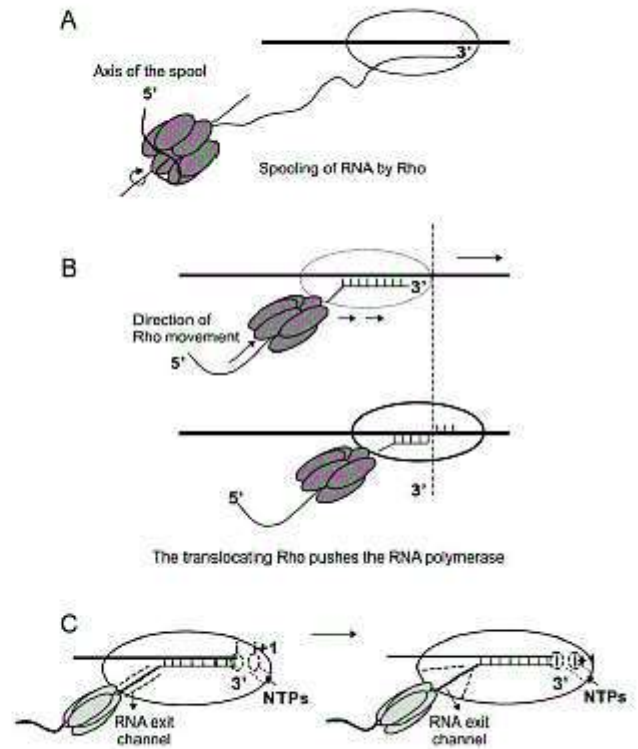 A
3'
Axis of the spool
5'
Spooling of RNA by Rho
B
3'
Direction of
Rho movement
5'
5'
3'
The translocating Rho pushes the RNA polymerase
C
i+1
3'
NTPs
RNA exit
channel
3'
NTPs
RNA exit
channel